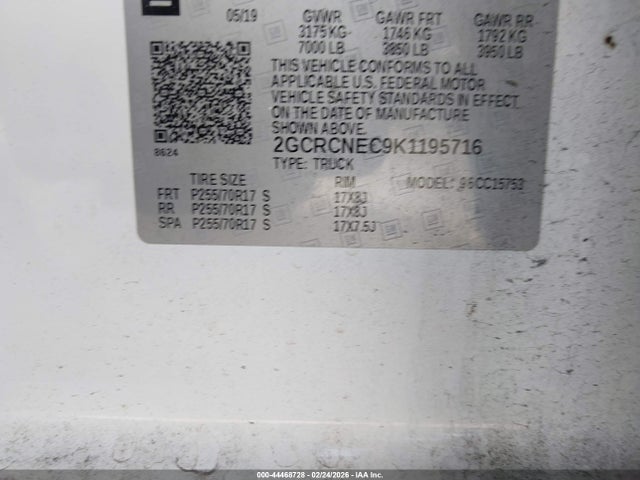 05/19 GVWR GAWR FRT GAWR RR
3175 KG 1746 KG 1792 KG
7000 LB 3850 LB 3950 LB
THIS VEHICLE CONFORMS TO ALL
APPLICABLE U.S. FEDERAL MOTOR
VEHICLE SAFETY STANDARDS IN EFFECT
ON THE DATE OF MANUFACTURE
SHOWN ABOVE.
8624
2GCRCNEC9K1195716
TYPE: TRUCK
TIRE SIZE RIM MODEL:
FRT P255/70R17 S 17X8J
RR P255/70R17 S 17X8J
SPA P255/70R17 S 17X7.5J
000-44468728 - 02/24/2026 - IAA Inc.